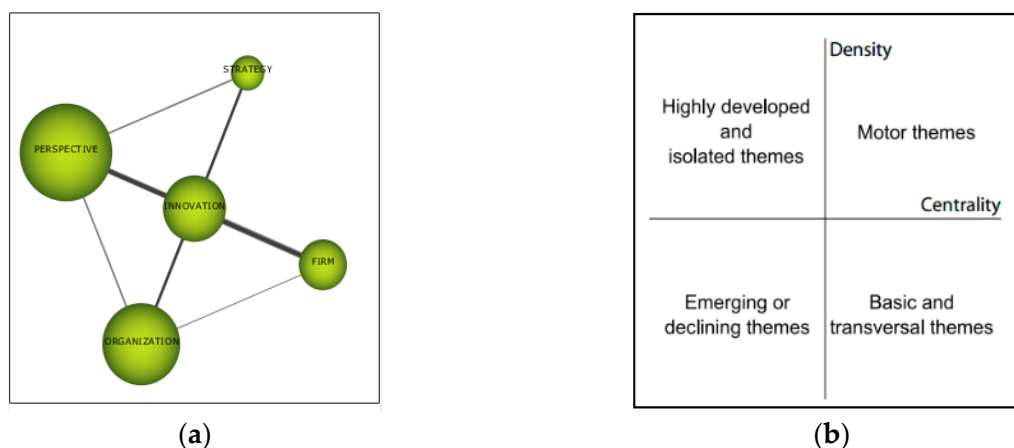 STRATEGY
PERSPECTIVE
INNOVATION
FIRM
ORGANIZATION
(a)
Density
Highly developed
and
isolated themes
Motor themes
Centrality
Emerging or
declining themes
Basic and
transversal themes
(b)